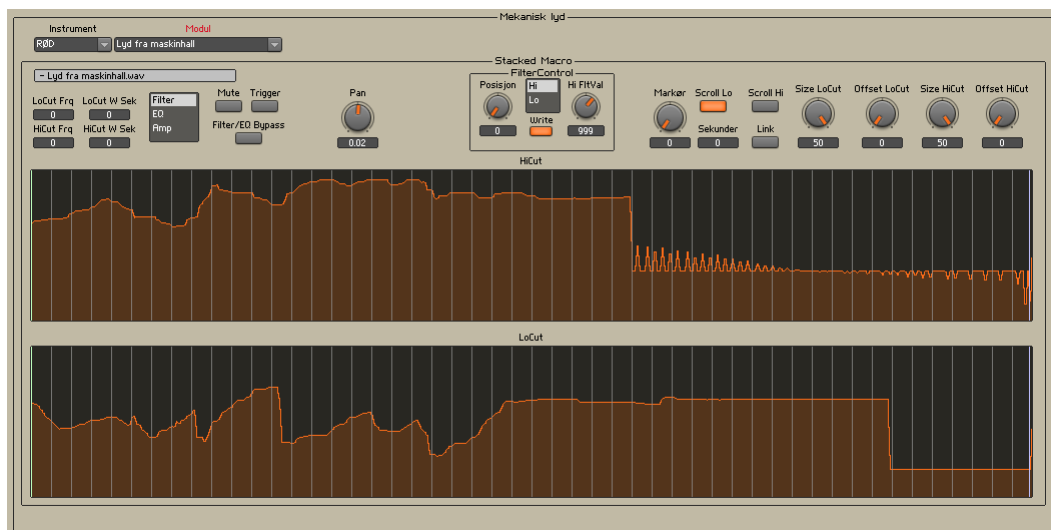 Mekanisk lyd
Instrument Modul
RØD Lyd fra maskinhall
Stacked Macro
- Lyd fra maskinhall.wav
FilterControl
LoCut Frq LoCut W Sek
0 0
HiCut Frq HiCut W Sek
0 0
Filter
EQ
Amp
Mute Trigger
Filter/EQ Bypass
Pan
0.02
Posisjon Hi Hi FltVal
Lo
Write
0 999
Markør Scroll Lo Scroll Hi Size LoCut Offset LoCut Size HiCut Offset HiCut
Sekunder Link
0 0 50 0 50 0
HiCut
LoCut